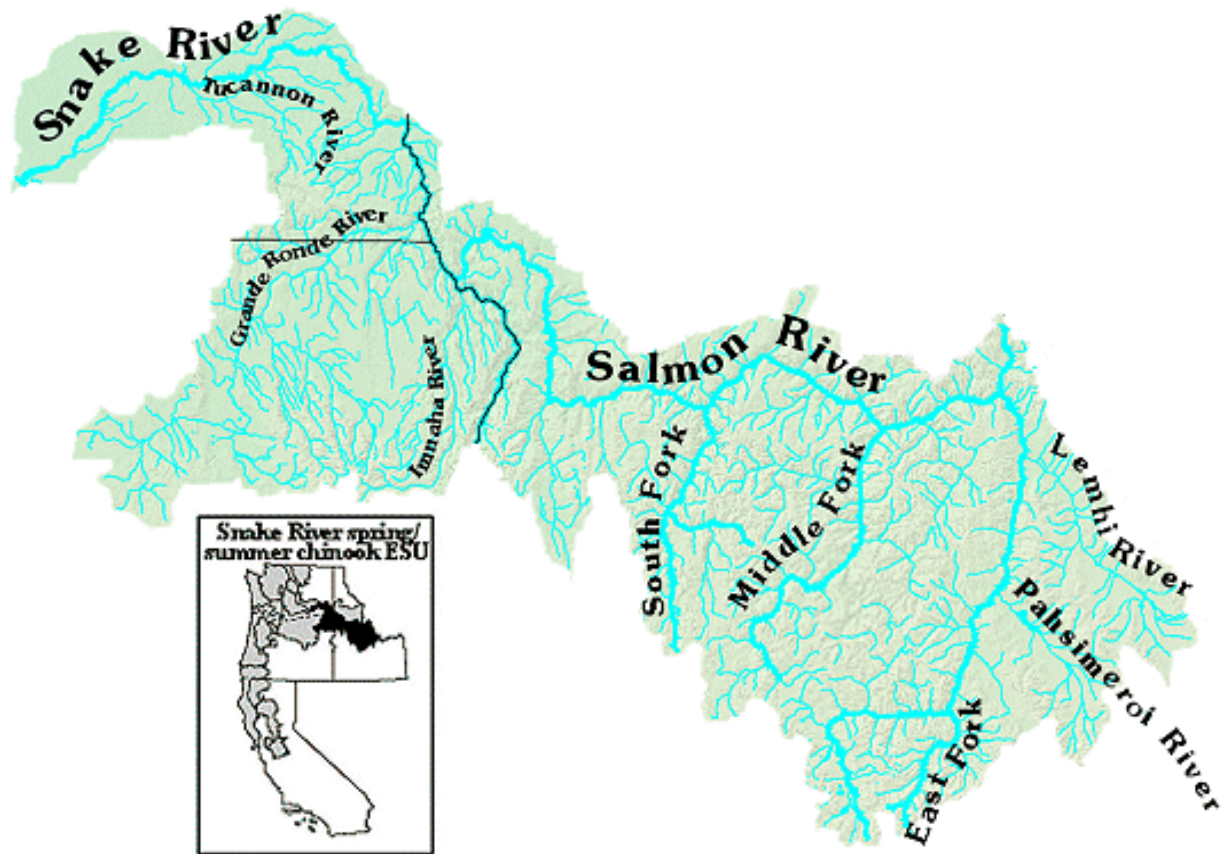 Snake River
Tucannon River
Grande Ronde River
Imnaha River
Salmon River
South Fork
Middle Fork
Lemhi River
Pahsimeroi River
East Fork
Snake River spring/
summer chinook ESU